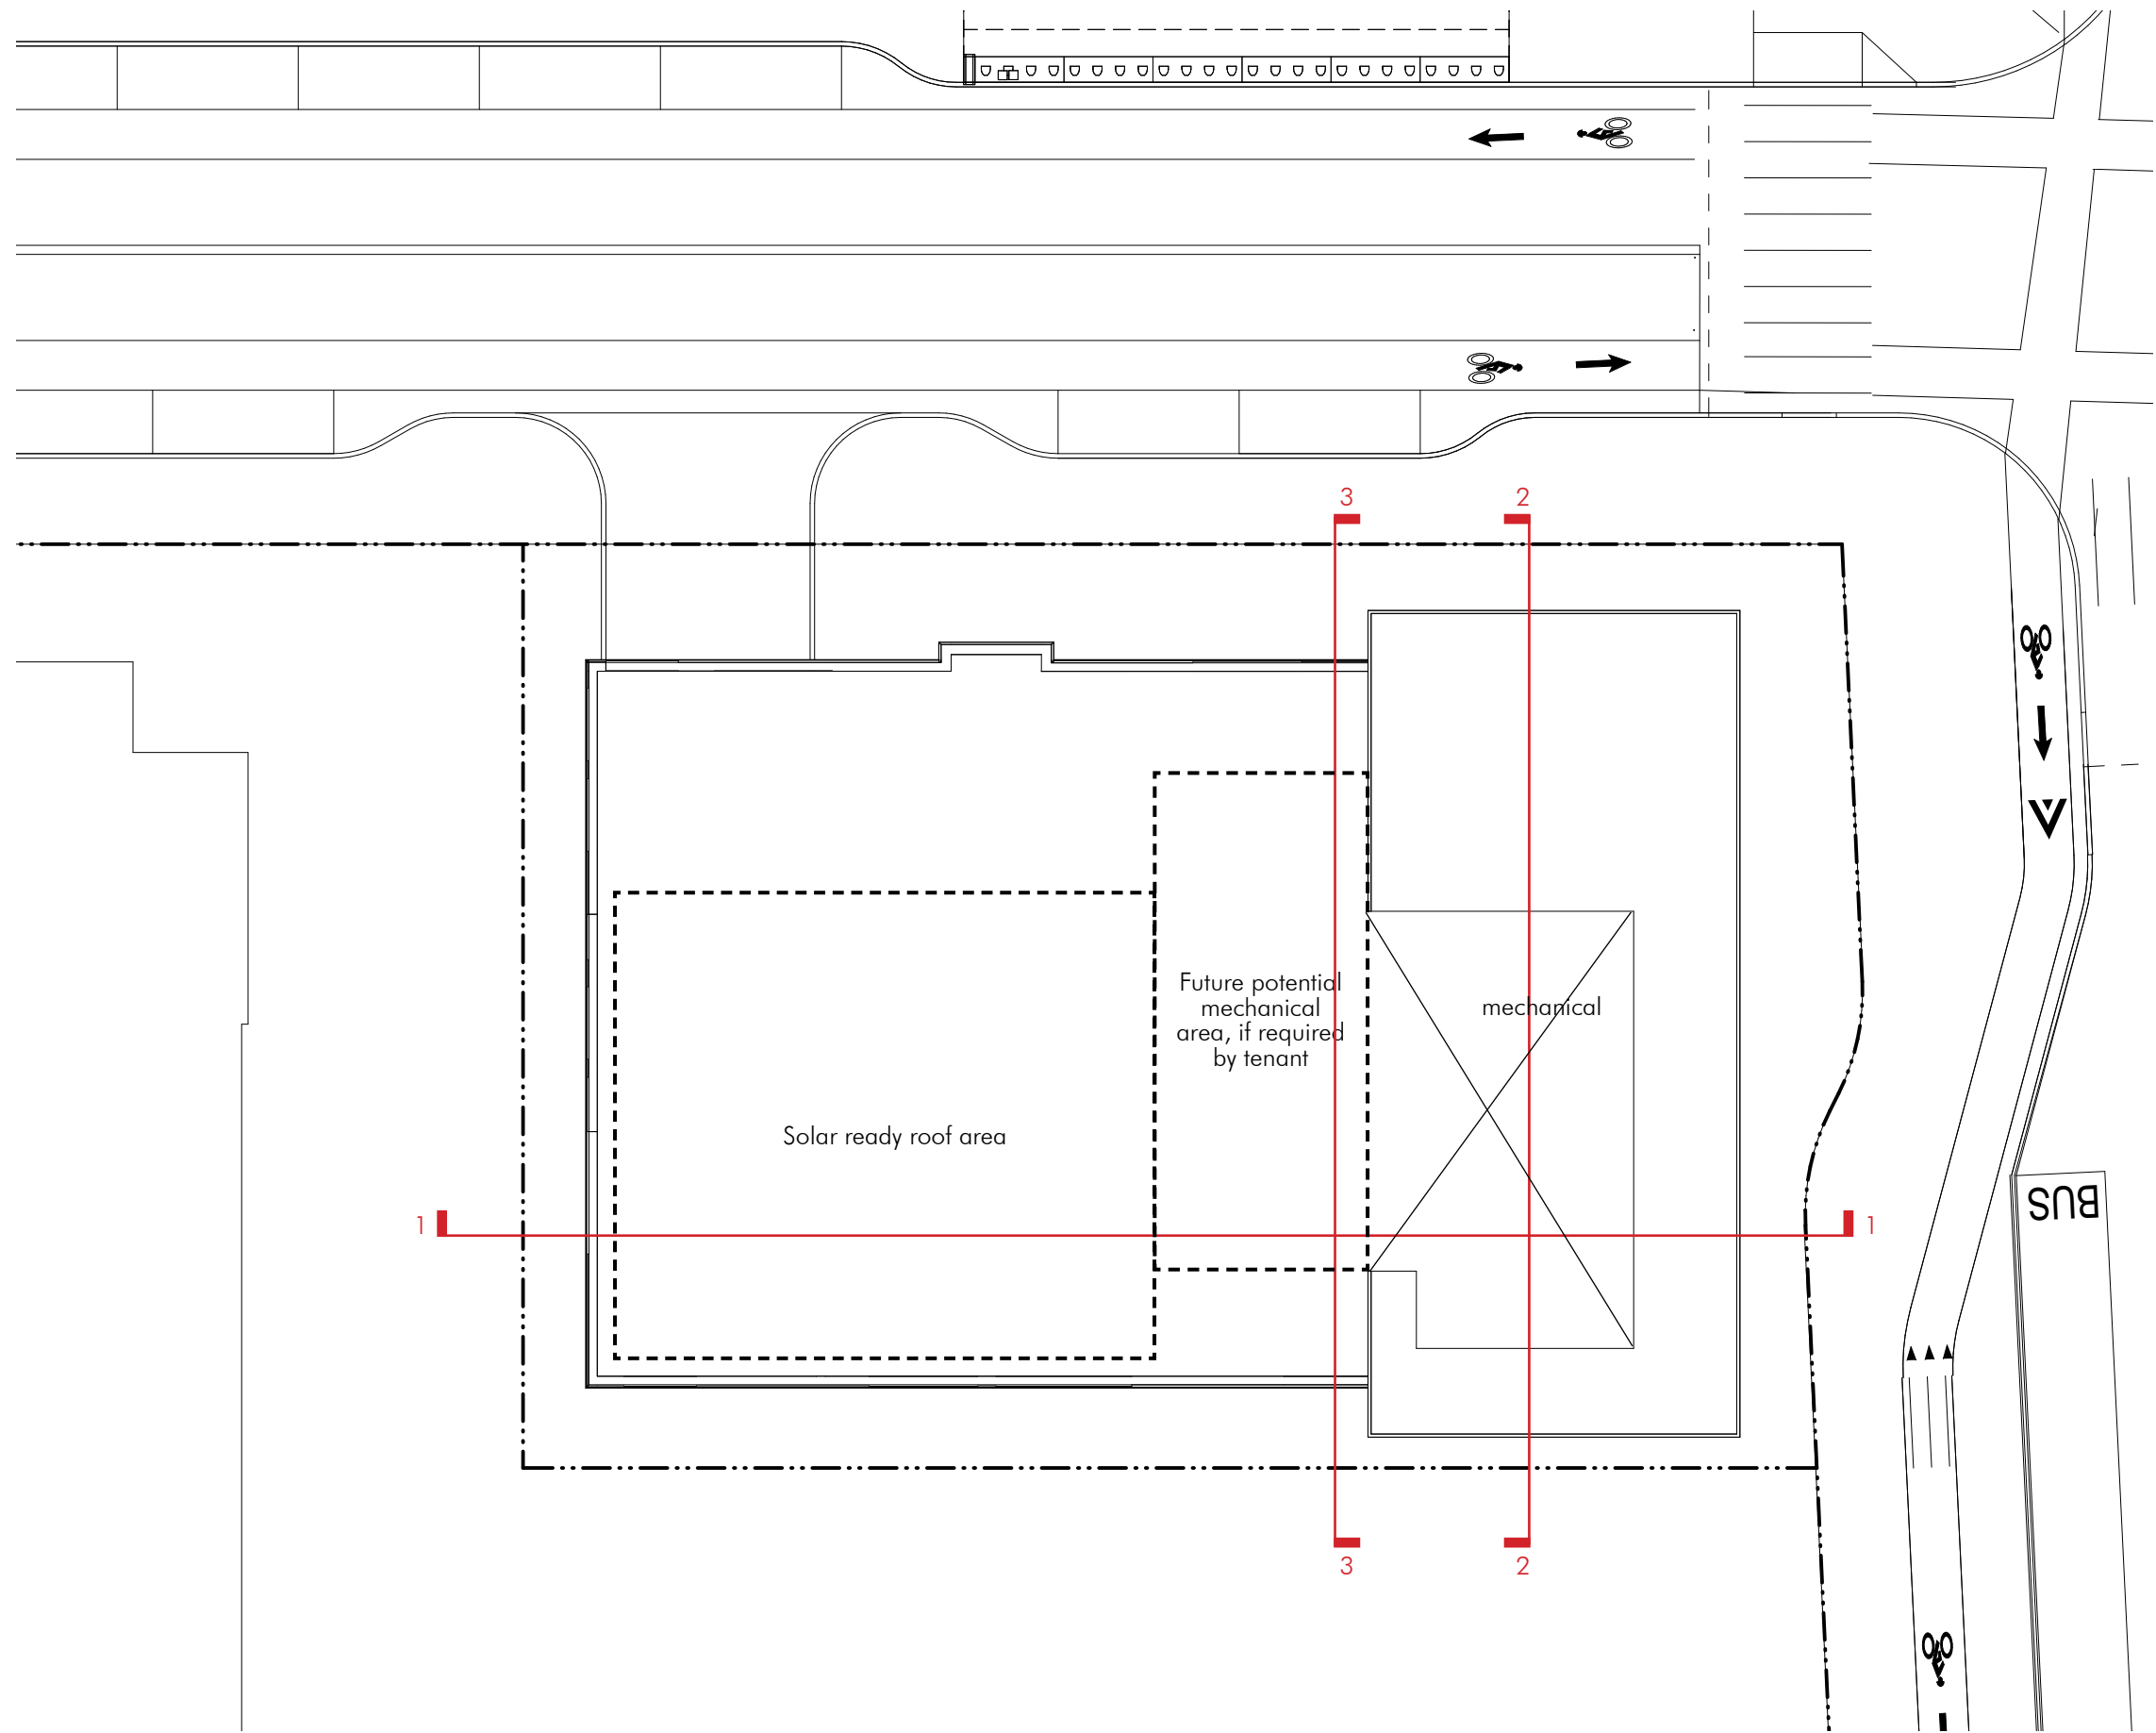 3
2
Future potential
mechanical
area, if required
by tenant
mechanical
Solar ready roof area
1
1
BUS
3
2